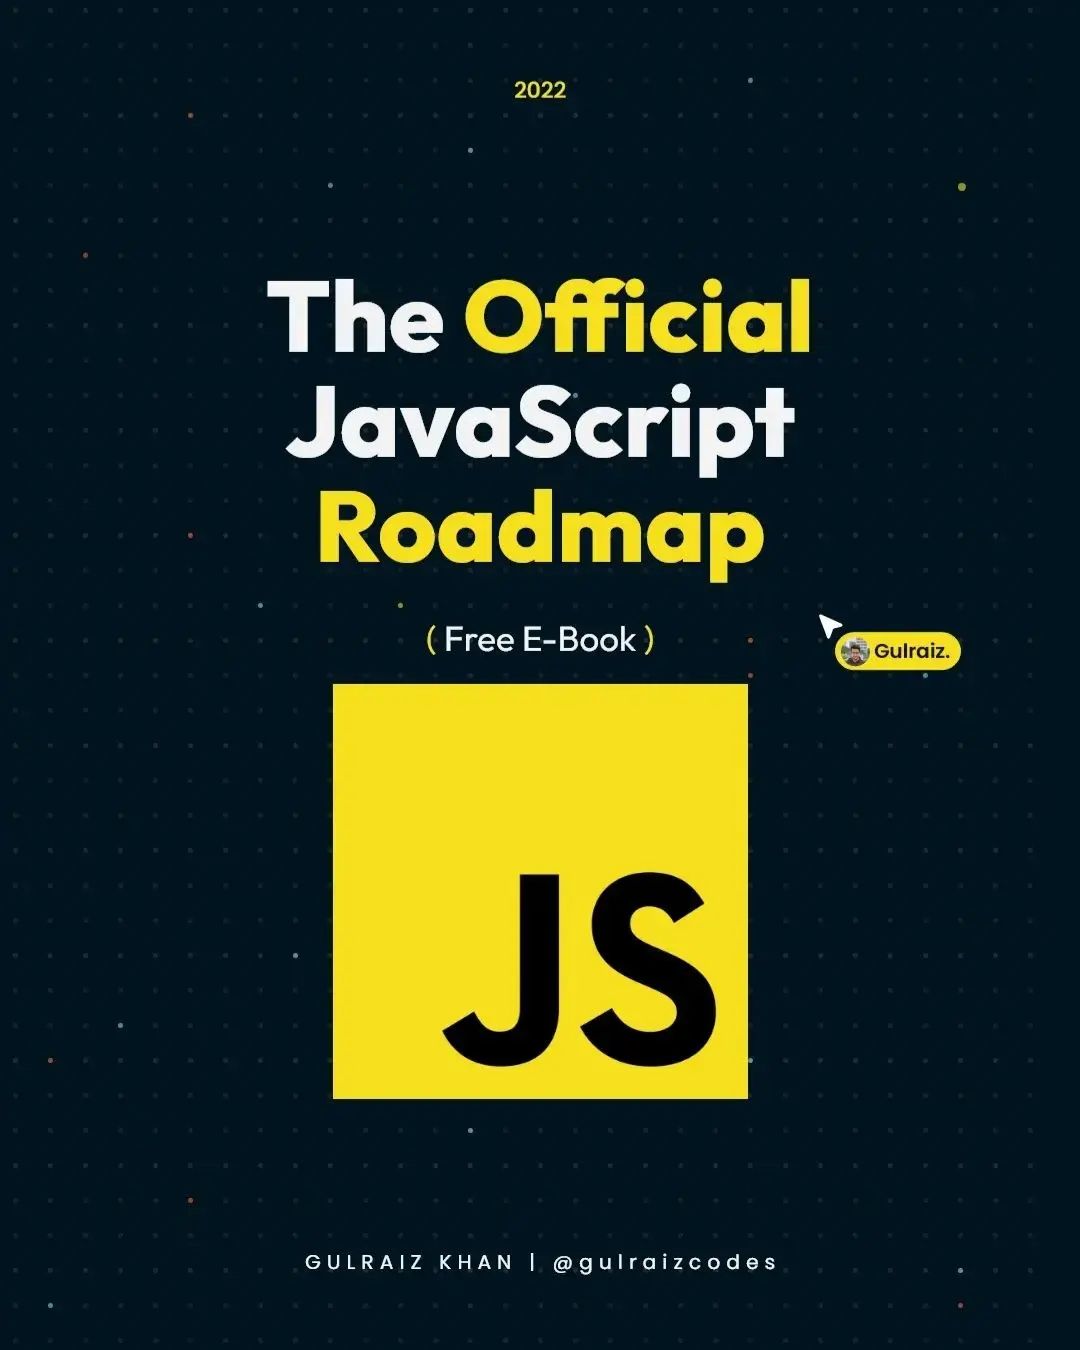 2022
The Official
JavaScript
Roadmap
( Free E-Book )
Gulraiz.
JS
GULRAIZ KHAN | @gulraizcodes